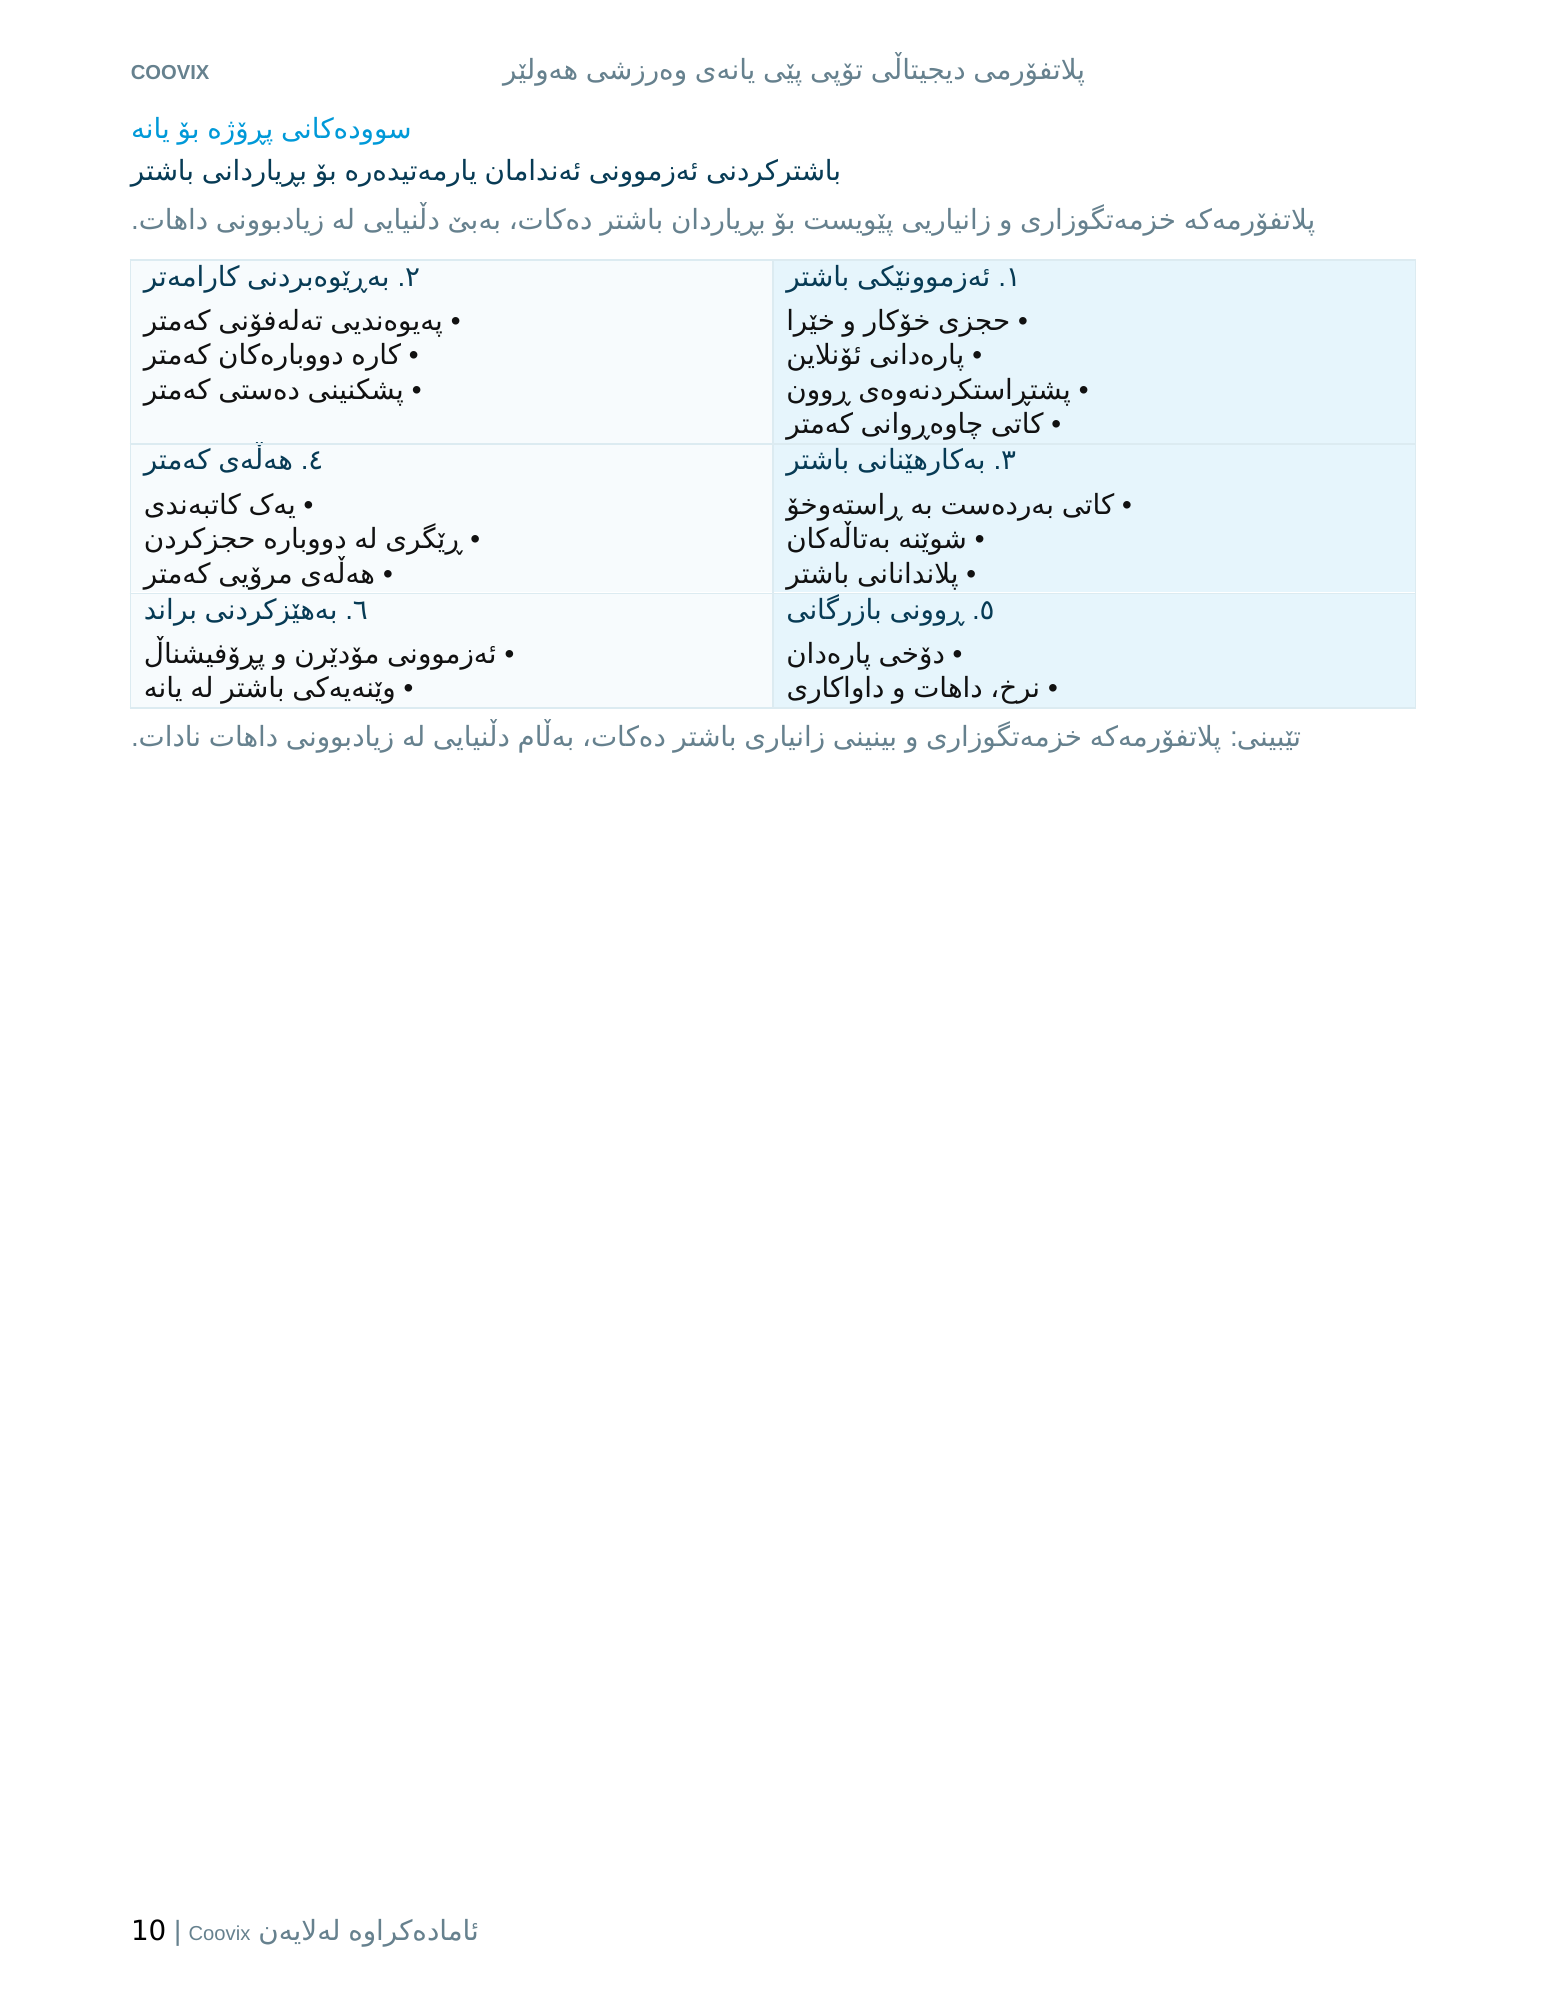 پلاتفۆرمی دیجیتاڵی تۆپی پێی یانەی وەرزشی هەولێر
COOVIX
سوودەکانی پڕۆژە بۆ یانە
باشترکردنی ئەزموونی ئەندامان یارمەتیدەرە بۆ بڕیاردانی باشتر
پلاتفۆرمەکە خزمەتگوزاری و زانیاریی پێویست بۆ بڕیاردان باشتر دەکات، بەبێ دڵنیایی لە زیادبوونی داهات.
١. ئەزموونێکی باشتر
• حجزی خۆکار و خێرا
• پارەدانی ئۆنلاین
• پشتڕاستکردنەوەی ڕوون
• کاتی چاوەڕوانی کەمتر
٢. بەڕێوەبردنی کارامەتر
• پەیوەندیی تەلەفۆنی کەمتر
• کارە دووبارەکان کەمتر
• پشکنینی دەستی کەمتر
٣. بەکارهێنانی باشتر
• کاتی بەردەست بە ڕاستەوخۆ
• شوێنە بەتاڵەکان
• پلاندانانی باشتر
٤. هەڵەی کەمتر
• یەک کاتبەندی
• ڕێگری لە دووبارە حجزکردن
• هەڵەی مرۆیی کەمتر
٥. ڕوونی بازرگانی
• دۆخی پارەدان
• نرخ، داهات و داواکاری
٦. بەهێزکردنی براند
• ئەزموونی مۆدێرن و پڕۆفیشناڵ
• وێنەیەکی باشتر لە یانە
تێبینی: پلاتفۆرمەکە خزمەتگوزاری و بینینی زانیاری باشتر دەکات، بەڵام دڵنیایی لە زیادبوونی داهات نادات.
ئامادەکراوە لەلایەن Coovix | 10